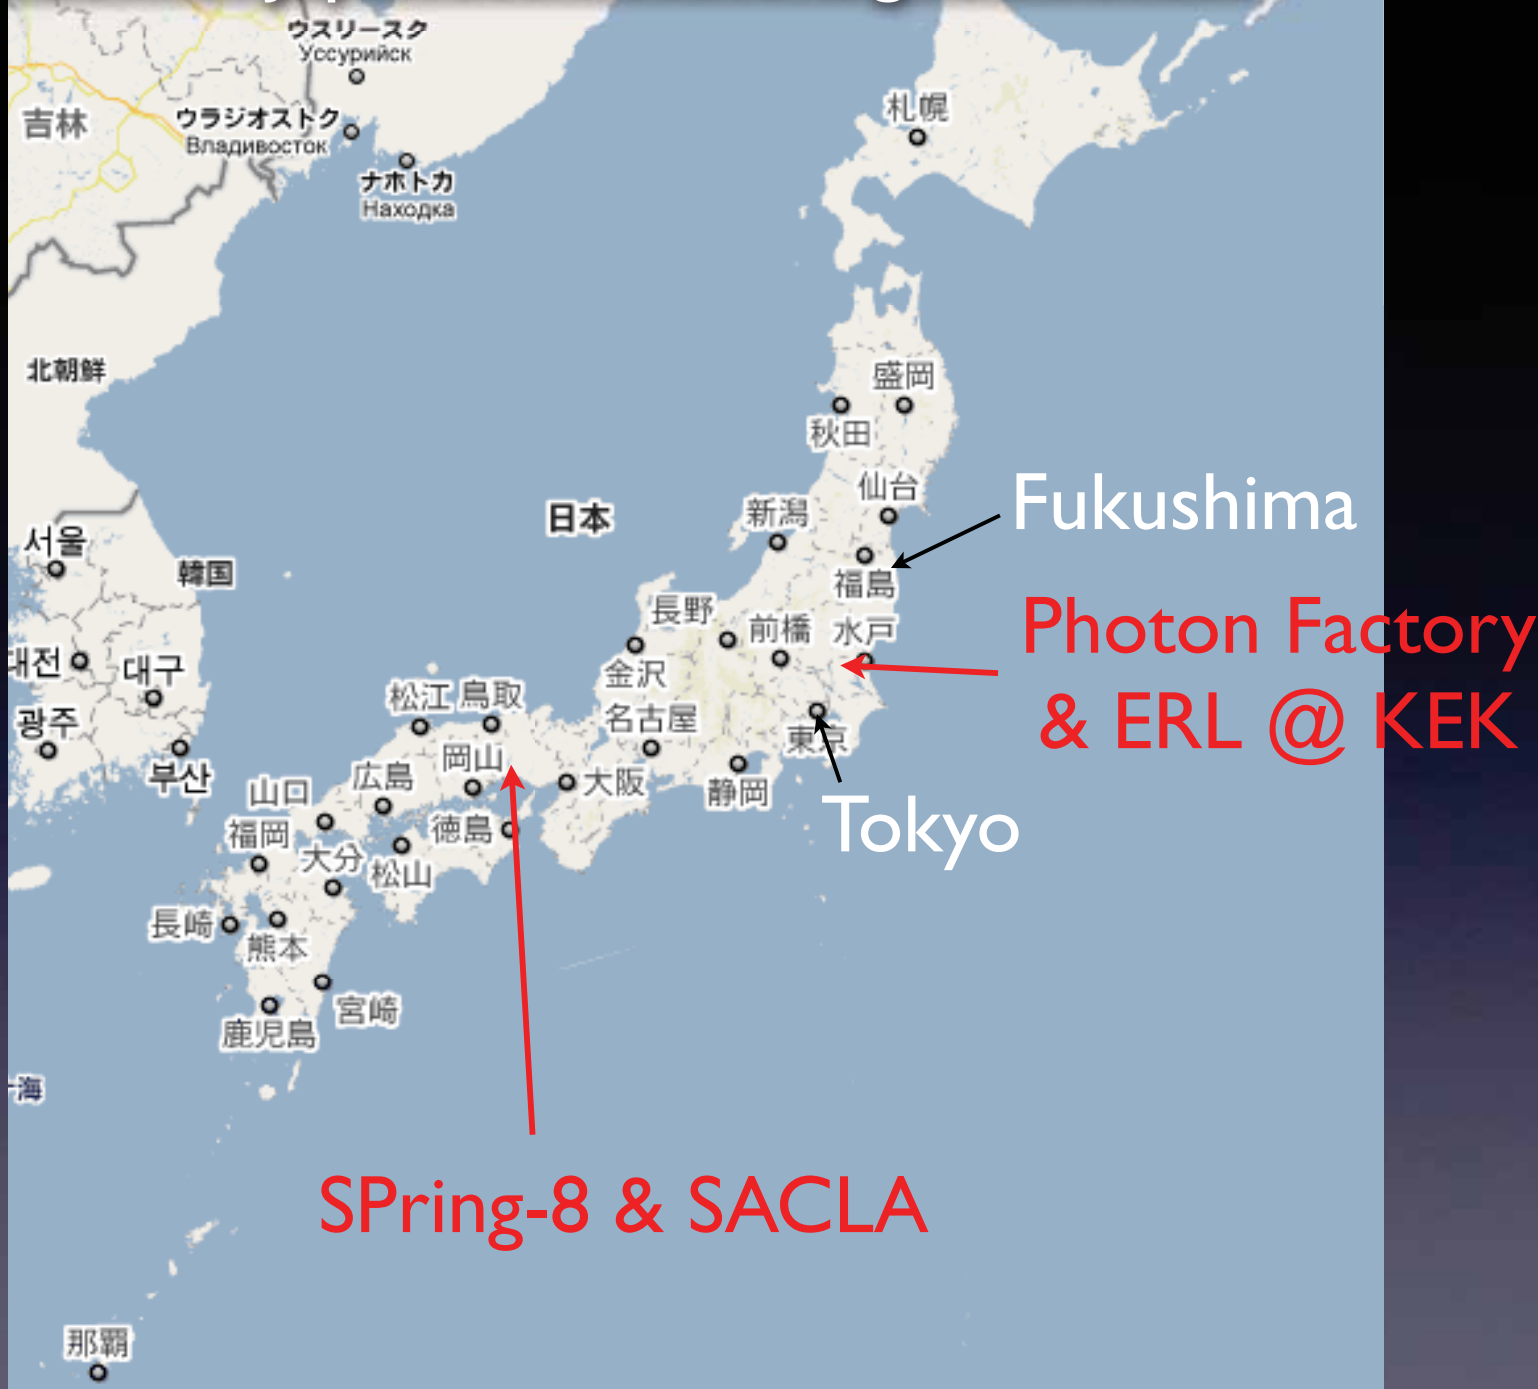 ウスリースク
Уссурийск
札幌
吉林
ウラジオストク
Владивосток
ナホトカ
Находка
北朝鮮
盛岡
秋田
仙台
Fukushima
新潟
日本
서울
韓国
福島
長野
前橋
水戸
Photon Factory
& ERL @ KEK
대전
대구
金沢
松江
鳥取
광주
名古屋
東京
부산
岡山
広島
大阪
静岡
山口
Tokyo
福岡
徳島
大分
松山
長崎
熊本
宮崎
鹿児島
海
SPring-8 & SACLA
那覇